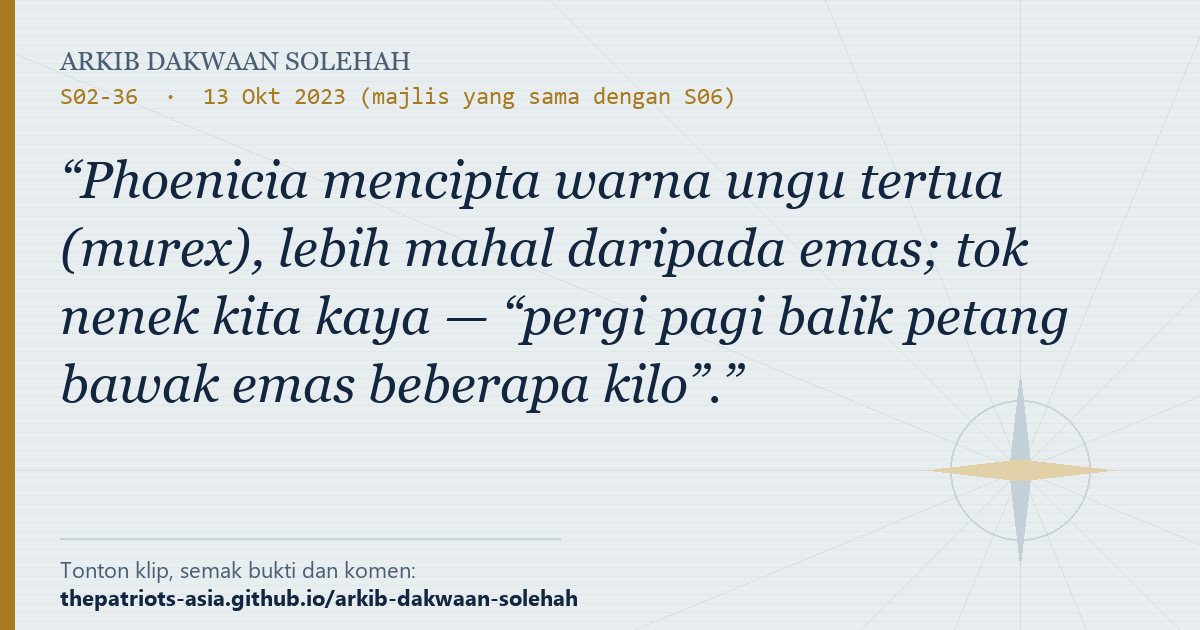 ARKIB DAKWAAN SOLEHAH
S02-36 · 13 Okt 2023 (majlis yang sama dengan S06)
“Phoenicia mencipta warna ungu tertua
(murex), lebih mahal daripada emas; tok
nenek kita kaya — “pergi pagi balik petang
bawak emas beberapa kilo”.”
Tonton klip, semak bukti dan komen:
thepatriots-asia.github.io/arkib-dakwaan-solehah